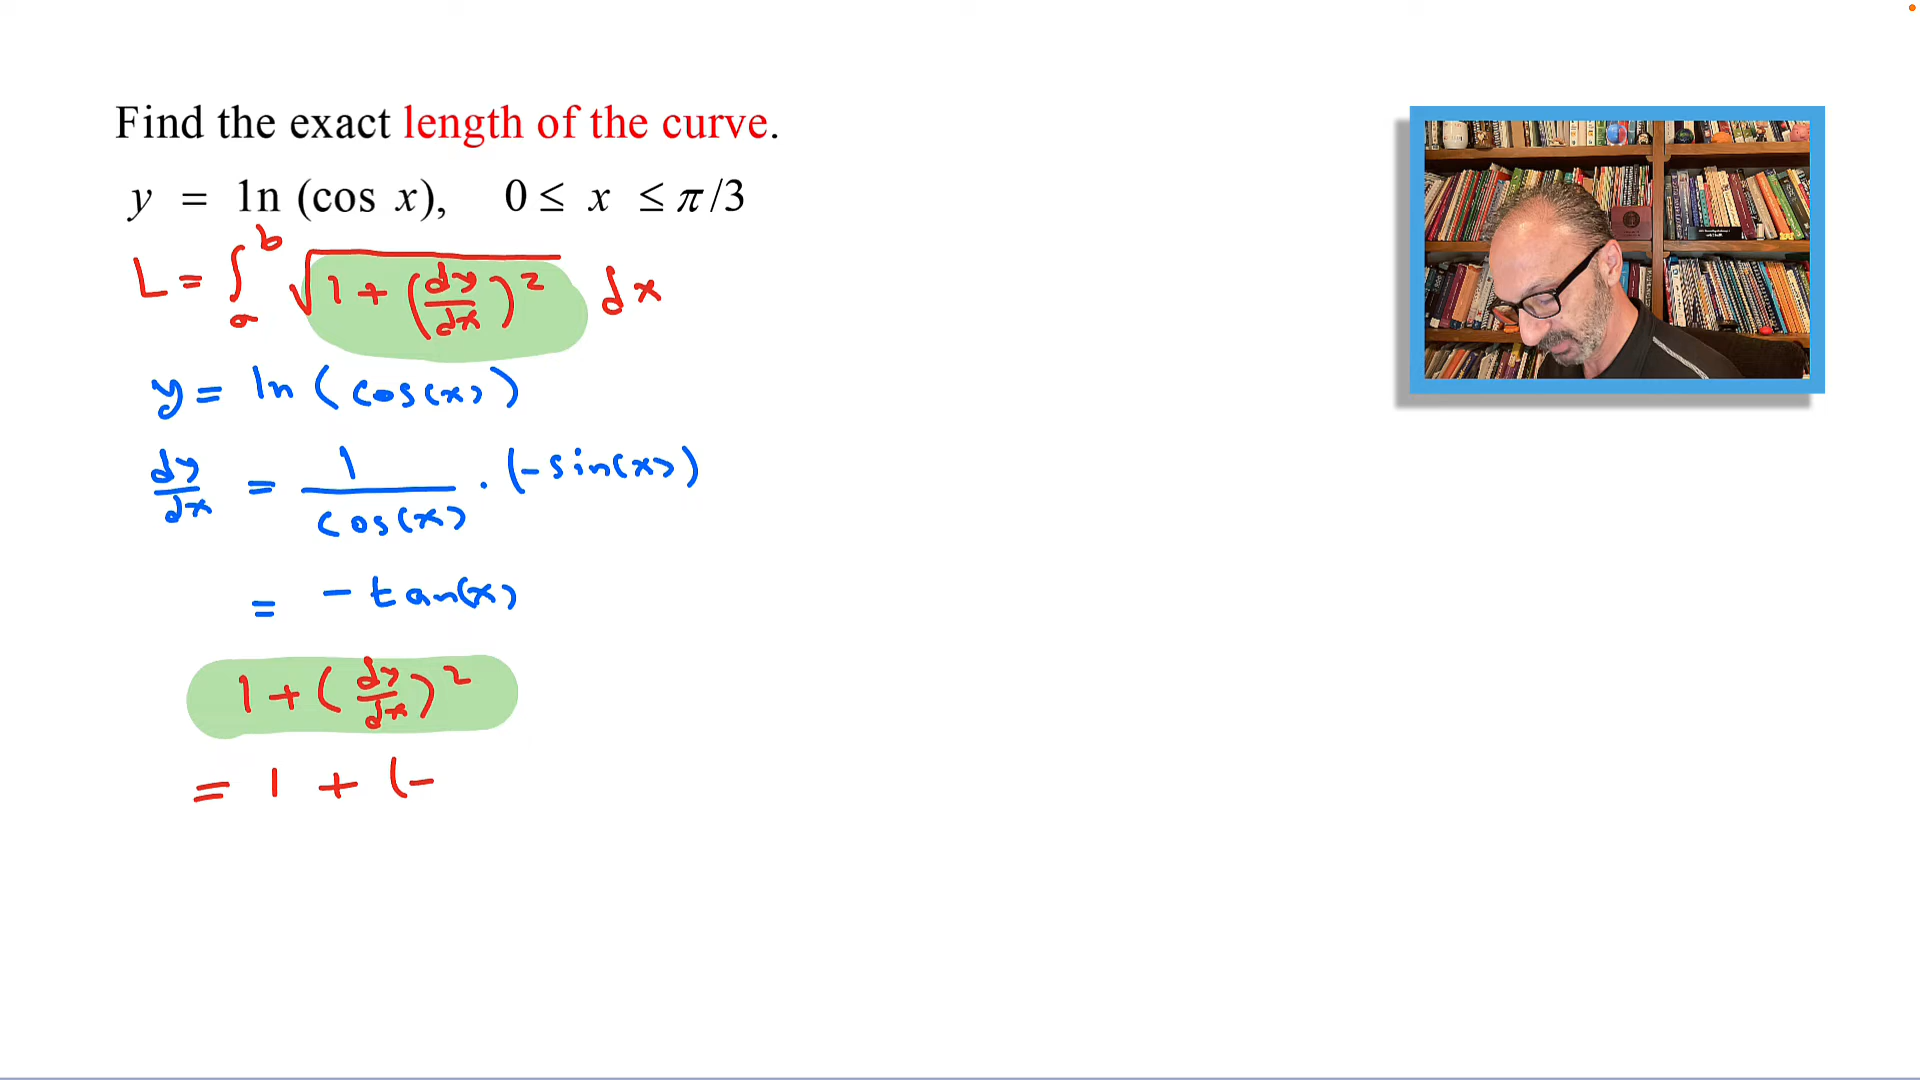 Find the exact length of the curve.
y = ln (cos x), 0 ≤ x ≤ π/3
L = ∫_a^b √(1 + (dy/dx)^2) dx
y = ln (cos(x))
dy/dx = 1/cos(x) · (-sin(x))
= - tan(x)
1 + (dy/dx)^2
= 1 + (-